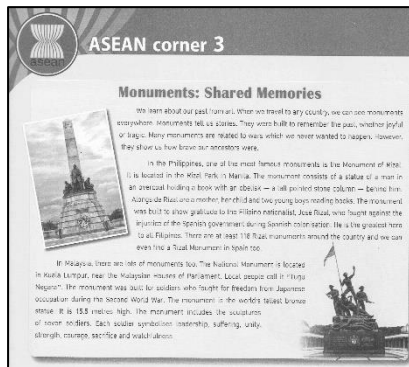 asean
ASEAN corner 3
Monuments: Shared Memories
We learn about our past from art. When we travel to any country, we can see monuments
everywhere. Monuments tell us stories. They were built to remember the past, whether joyful
or tragic. Many monuments are related to wars which we never wanted to happen. However,
they show us how brave our ancestors were.
In the Philippines, one of the most famous monuments is the Monument of Rizal.
It is located in the Rizal Park in Manila. The monument consists of a statue of a man in
an overcoat holding a book with an obelisk — a tall pointed stone column — behind him.
Alongside Rizal are a mother, her child and two young boys reading books. The monument
was built to show gratitude to the Filipino nationalist, Jose Rizal, who fought against the
injustice of the Spanish government during Spanish colonisation. He is the greatest hero
to all Filipinos. There are at least 118 Rizal monuments around the country and we can
even find a Rizal Monument in Spain too.
In Malaysia, there are lots of monuments too. The National Monument is located
in Kuala Lumpur, near the Malaysian Houses of Parliament. Local people call it "Tugu
Negara". The monument was built for soldiers who fought for freedom from Japanese
occupation during the Second World War. The monument is the world's tallest bronze
statue. It is 15.5 metres high. The monument includes the sculptures
of seven soldiers. Each soldier symbolises leadership, suffering, unity,
strength, courage, sacrifice and watchfulness.